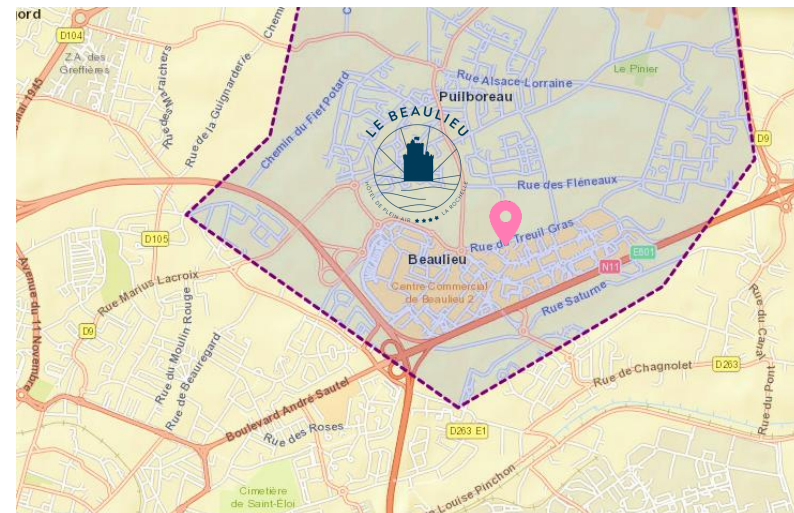 ord
D104
Z.A. des
Greffières
Rue des Maraichers
Rue de la Guignarderie
Chemi
Chemin du Fief Potard
Rue Alsace-Lorraine
Le Pinier
Puilboreau
LE BEAULIEU
HÔTEL DE PLEIN AIR ★★★★ LA ROCHELLE
D9
1945
Rue des Fléneaux
D105
Rue du Treuil Gras
Beaulieu
E601
N11
Centre Commercial
de Beaulieu 2
Rue Saturne
Avenue du 11 Novembre
Rue Marius Lacroix
D9
Rue du Moulin Rouge
Rue de Beauregard
Rue du Canal
Rue de Chagnolet
D263
Rue du Pont
Boulevard André Sautel
Rue des Roses
D263 E1
Cimetière
de Saint-Éloi
Louise Pinchon